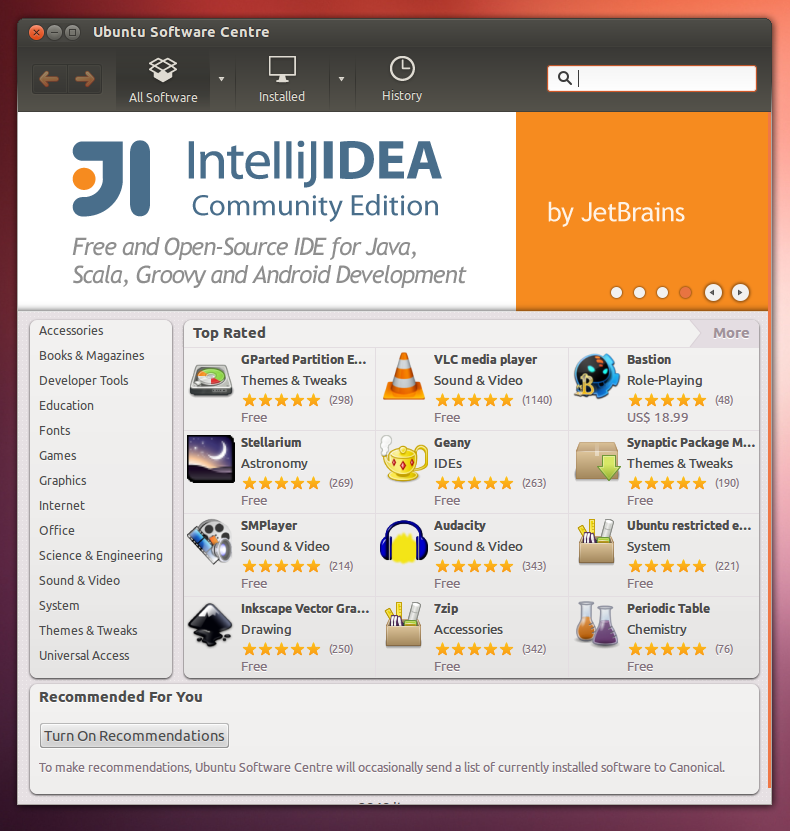 Ubuntu Software Centre
All Software
Installed
History
IntelliJ IDEA
Community Edition
Free and Open-Source IDE for Java,
Scala, Groovy and Android Development
by JetBrains
Accessories
Books & Magazines
Developer Tools
Education
Fonts
Games
Graphics
Internet
Office
Science & Engineering
Sound & Video
System
Themes & Tweaks
Universal Access
Top Rated
More
GParted Partition E...
Themes & Tweaks
(298)
Free
VLC media player
Sound & Video
(1140)
Free
Bastion
Role-Playing
(48)
US$ 18.99
Stellarium
Astronomy
(269)
Free
Geany
IDEs
(263)
Free
Synaptic Package M...
Themes & Tweaks
(190)
Free
SMPlayer
Sound & Video
(214)
Free
Audacity
Sound & Video
(343)
Free
Ubuntu restricted e...
System
(221)
Free
Inkscape Vector Gra...
Drawing
(250)
Free
7zip
Accessories
(342)
Free
Periodic Table
Chemistry
(76)
Free
Recommended For You
Turn On Recommendations
To make recommendations, Ubuntu Software Centre will occasionally send a list of currently installed software to Canonical.